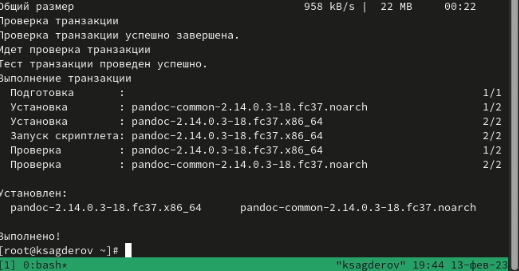 Общий размер 958 kB/s | 22 MB 00:22
Проверка транзакции
Проверка транзакции успешно завершена.
Идет проверка транзакции
Тест транзакции проведен успешно.
Выполнение транзакции
Подготовка : 1/1
Установка : pandoc-common-2.14.0.3-18.fc37.noarch 1/2
Установка : pandoc-2.14.0.3-18.fc37.x86_64 2/2
Запуск скриптлета: pandoc-2.14.0.3-18.fc37.x86_64 2/2
Проверка : pandoc-2.14.0.3-18.fc37.x86_64 1/2
Проверка : pandoc-common-2.14.0.3-18.fc37.noarch 2/2
Установлен:
pandoc-2.14.0.3-18.fc37.x86_64 pandoc-common-2.14.0.3-18.fc37.noarch
Выполнено!
[root@ksagderov ~]#
[1] 0:bash* "ksagderov" 19:44 13-фев-23